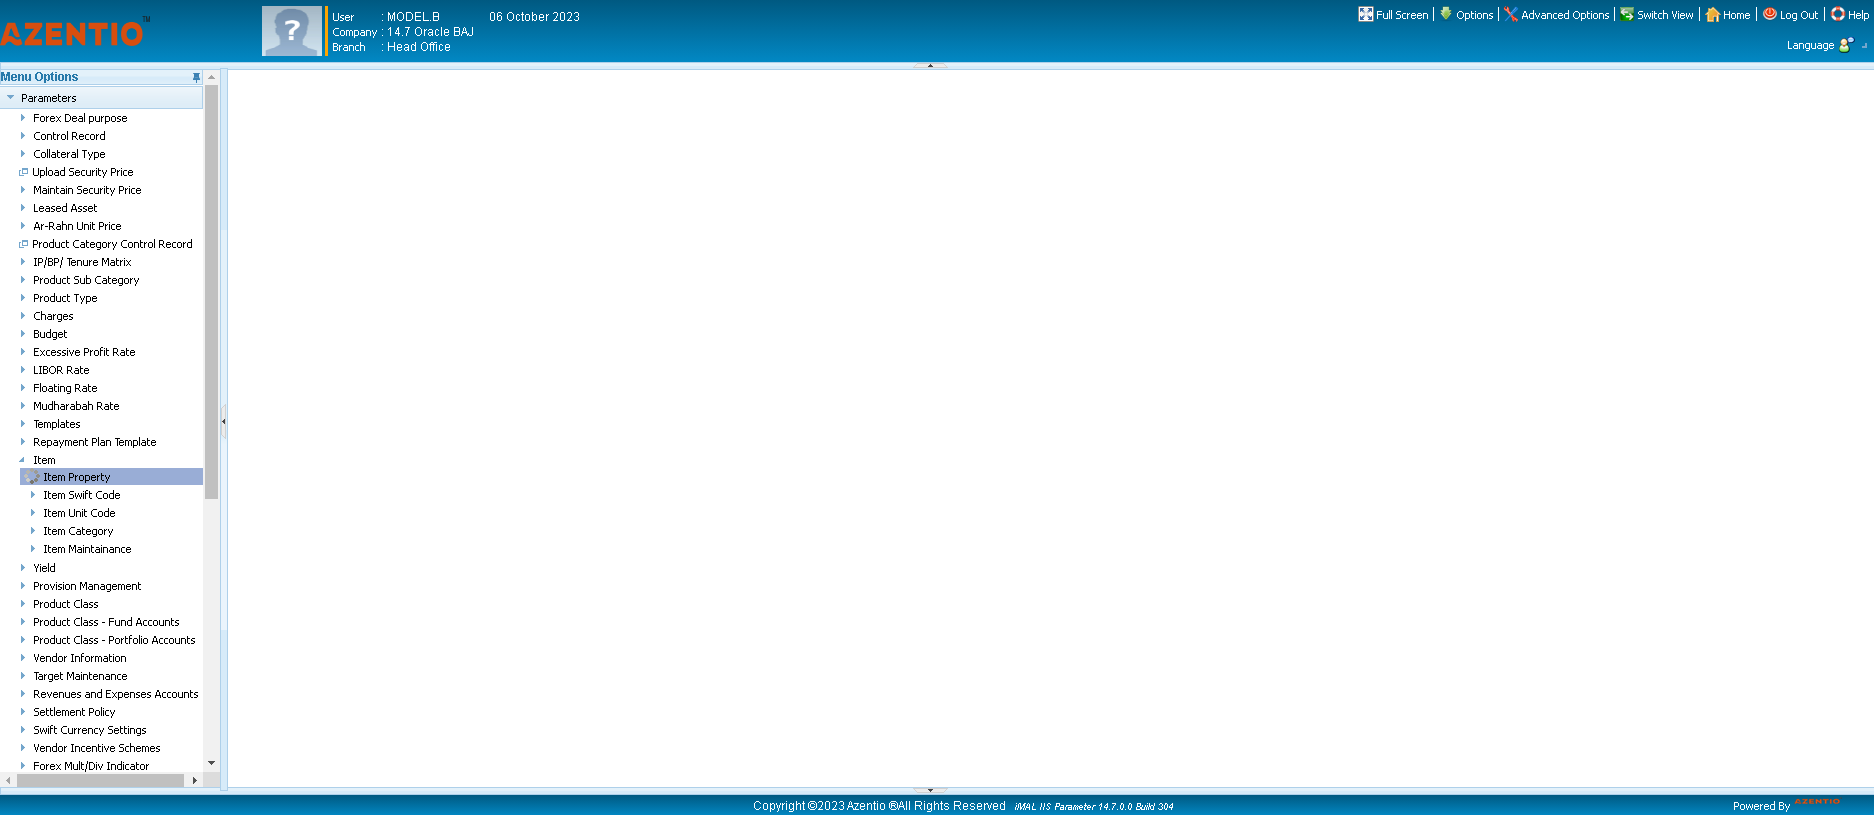 AZENTIO™
User : MODEL.B 06 October 2023
Company : 14.7 Oracle BAJ
Branch : Head Office
Full Screen Options Advanced Options Switch View Home Log Out Help
Language
Menu Options
Parameters
Forex Deal purpose
Control Record
Collateral Type
Upload Security Price
Maintain Security Price
Leased Asset
Ar-Rahn Unit Price
Product Category Control Record
IP/BP/ Tenure Matrix
Product Sub Category
Product Type
Charges
Budget
Excessive Profit Rate
LIBOR Rate
Floating Rate
Mudharabah Rate
Templates
Repayment Plan Template
Item
Item Property
Item Swift Code
Item Unit Code
Item Category
Item Maintainance
Yield
Provision Management
Product Class
Product Class - Fund Accounts
Product Class - Portfolio Accounts
Vendor Information
Target Maintenance
Revenues and Expenses Accounts
Settlement Policy
Swift Currency Settings
Vendor Incentive Schemes
Forex Mult/Div Indicator
Copyright ©2023 Azentio ®All Rights Reserved iMAL IIS Parameter 14.7.0.0 Build 304
Powered By AZENTIO